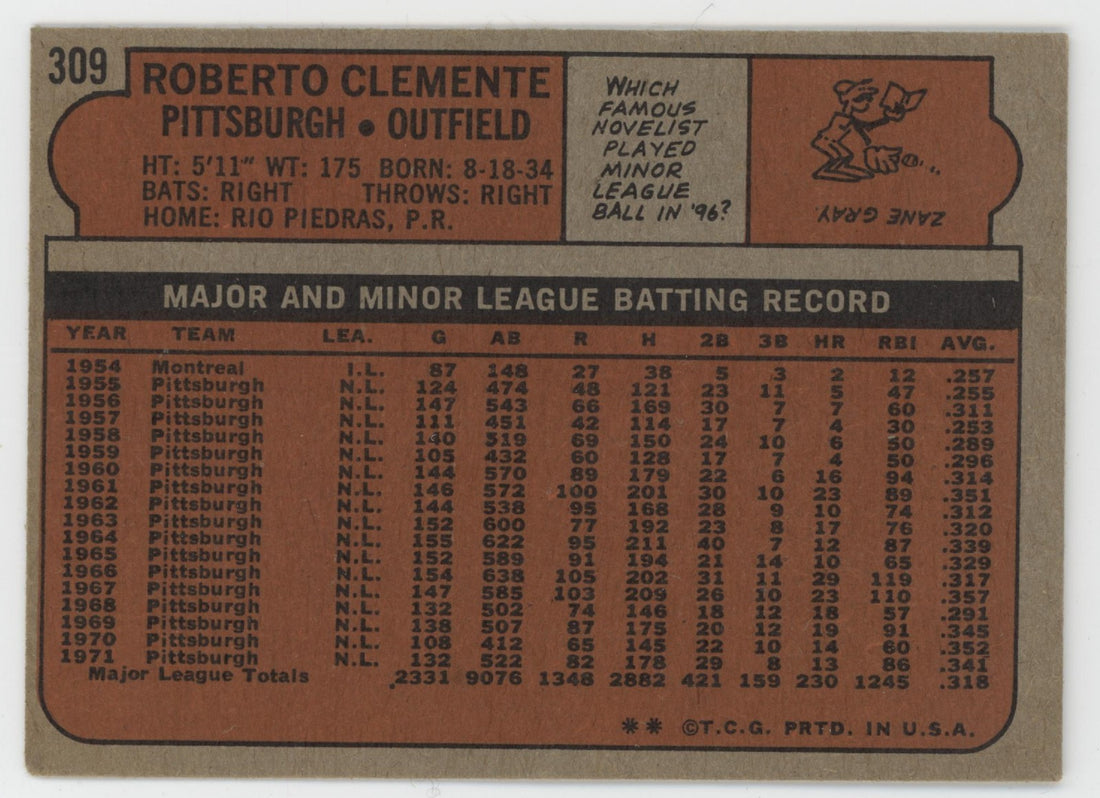 309
ROBERTO CLEMENTE
PITTSBURGH • OUTFIELD
HT: 5'11" WT: 175 BORN: 8-18-34
BATS: RIGHT THROWS: RIGHT
HOME: RIO PIEDRAS, P.R.
WHICH
FAMOUS
NOVELIST
PLAYED
MINOR
LEAGUE
BALL IN '96?
ZANE GRAY.
MAJOR AND MINOR LEAGUE BATTING RECORD
YEAR TEAM LEA. G AB R H 2B 3B HR RBI AVG.
1954 Montreal I.L. 87 148 27 38 5 3 2 12 .257
1955 Pittsburgh N.L. 124 474 48 121 23 11 5 47 .255
1956 Pittsburgh N.L. 147 543 66 169 30 7 7 60 .311
1957 Pittsburgh N.L. 111 451 42 114 17 7 4 30 .253
1958 Pittsburgh N.L. 140 519 69 150 24 10 6 50 .289
1959 Pittsburgh N.L. 105 432 60 128 17 7 4 50 .296
1960 Pittsburgh N.L. 144 570 89 179 22 6 16 94 .314
1961 Pittsburgh N.L. 146 572 100 201 30 10 23 89 .351
1962 Pittsburgh N.L. 144 538 95 168 28 9 10 74 .312
1963 Pittsburgh N.L. 152 600 77 192 23 8 17 76 .320
1964 Pittsburgh N.L. 155 622 95 211 40 7 12 87 .339
1965 Pittsburgh N.L. 152 589 91 194 21 14 10 65 .329
1966 Pittsburgh N.L. 154 638 105 202 31 11 29 119 .317
1967 Pittsburgh N.L. 147 585 103 209 26 10 23 110 .357
1968 Pittsburgh N.L. 132 502 74 146 18 12 18 57 .291
1969 Pittsburgh N.L. 138 507 87 175 20 12 19 91 .345
1970 Pittsburgh N.L. 108 412 65 145 22 10 14 60 .352
1971 Pittsburgh N.L. 132 522 82 178 29 8 13 86 .341
Major League Totals 2331 9076 1348 2882 421 159 230 1245 .318
** ©T.C.G. PRTD. IN U.S.A.